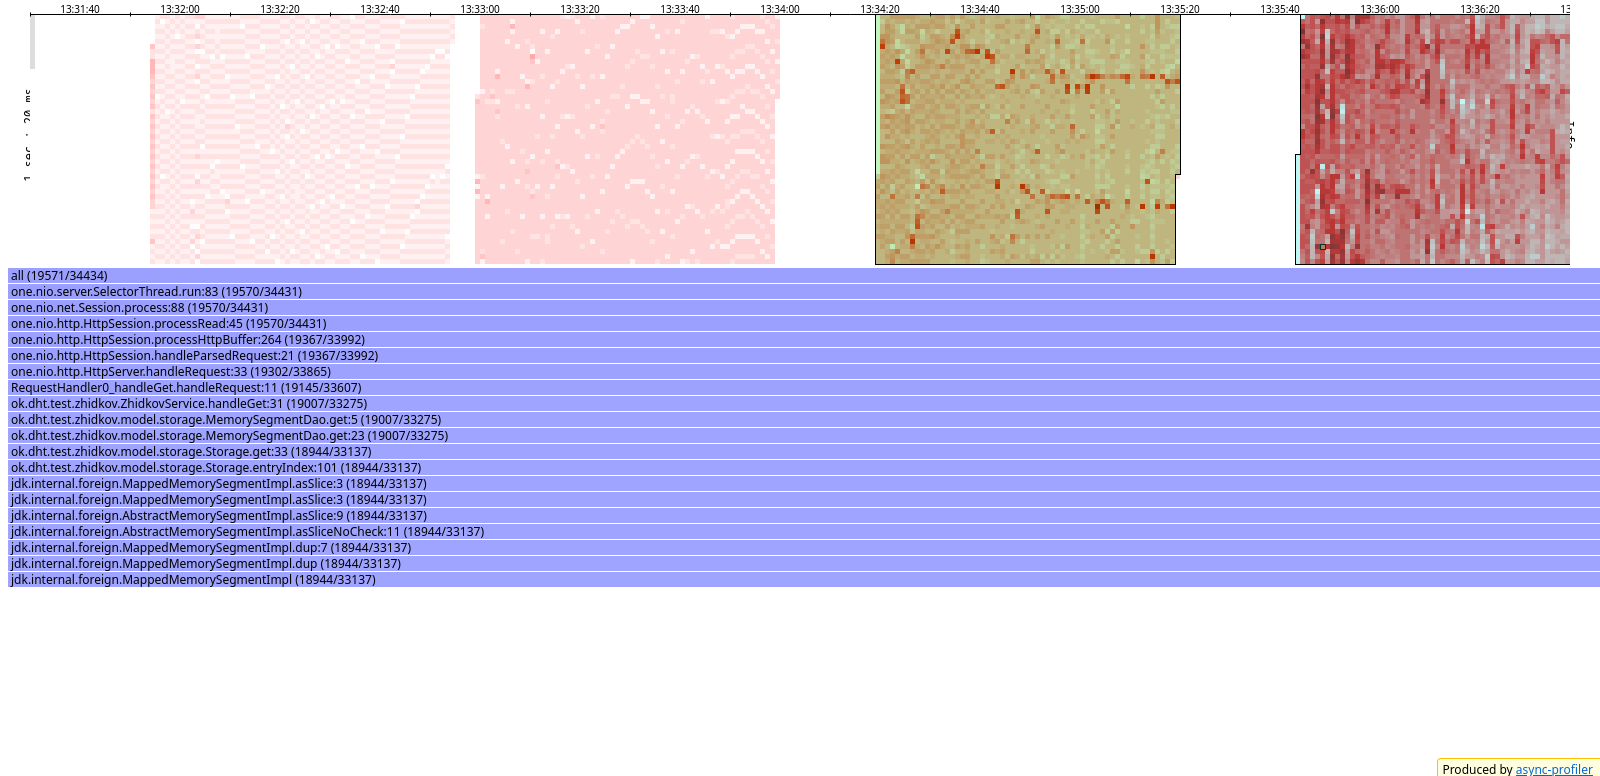 13:31:40 13:32:00 13:32:20 13:32:40 13:33:00 13:33:20 13:33:40 13:34:00 13:34:20 13:34:40 13:35:00 13:35:20 13:35:40 13:36:00 13:36:20
all (19571/34434)
one.nio.server.SelectorThread.run:83 (19570/34431)
one.nio.net.Session.process:88 (19570/34431)
one.nio.http.HttpSession.processRead:45 (19570/34431)
one.nio.http.HttpSession.processHttpBuffer:264 (19367/33992)
one.nio.http.HttpSession.handleParsedRequest:21 (19367/33992)
one.nio.http.HttpServer.handleRequest:33 (19302/33865)
RequestHandler0_handleGet.handleRequest:11 (19145/33607)
ok.dht.test.zhidkov.ZhidkovService.handleGet:31 (19007/33275)
ok.dht.test.zhidkov.model.storage.MemorySegmentDao.get:5 (19007/33275)
ok.dht.test.zhidkov.model.storage.MemorySegmentDao.get:23 (19007/33275)
ok.dht.test.zhidkov.model.storage.Storage.get:33 (18944/33137)
ok.dht.test.zhidkov.model.storage.Storage.entryIndex:101 (18944/33137)
jdk.internal.foreign.MappedMemorySegmentImpl.asSlice:3 (18944/33137)
jdk.internal.foreign.MappedMemorySegmentImpl.asSlice:3 (18944/33137)
jdk.internal.foreign.AbstractMemorySegmentImpl.asSlice:9 (18944/33137)
jdk.internal.foreign.AbstractMemorySegmentImpl.asSliceNoCheck:11 (18944/33137)
jdk.internal.foreign.MappedMemorySegmentImpl.dup:7 (18944/33137)
jdk.internal.foreign.MappedMemorySegmentImpl.dup (18944/33137)
jdk.internal.foreign.MappedMemorySegmentImpl (18944/33137)
Produced by async-profiler